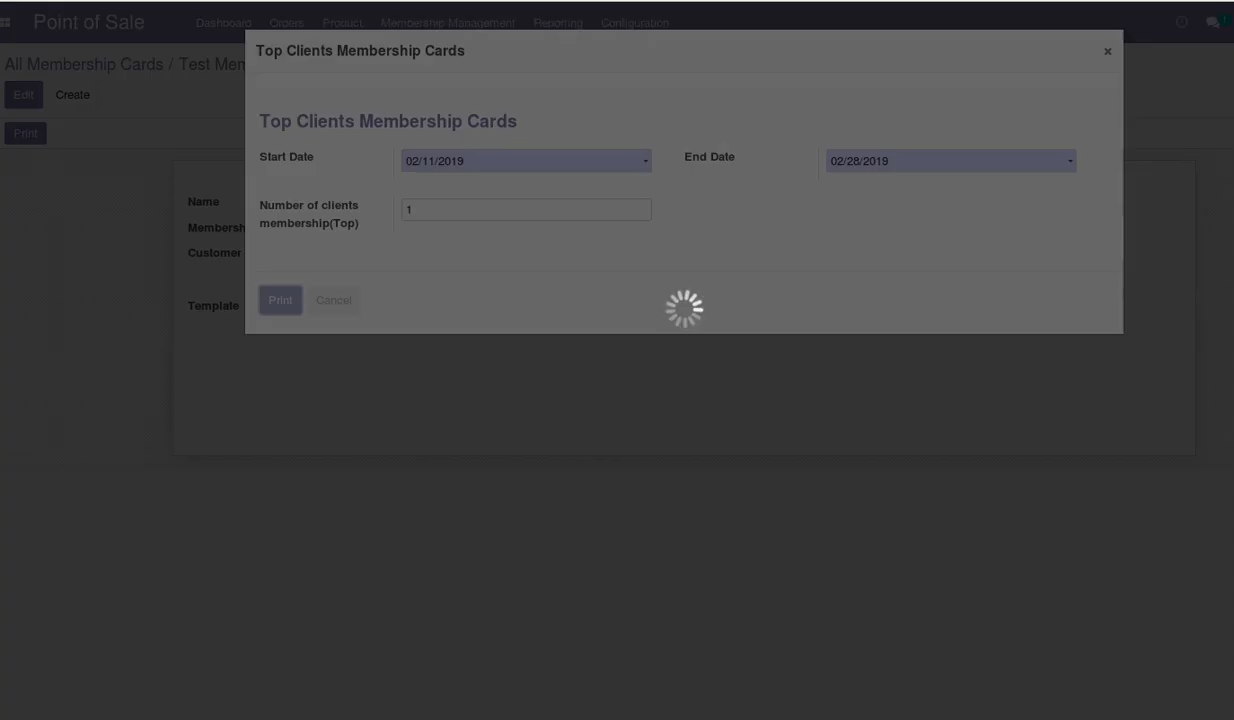 Point of Sale
Dashboard Orders Product Membership Management Reporting Configuration
1
Top Clients Membership Cards
×
All Membership Cards / Test Mem
Edit Create
Print
Top Clients Membership Cards
Start Date 02/11/2019 End Date 02/28/2019
Name
Number of clients
membership(Top)
1
Membersh
Customer
Print Cancel
Template